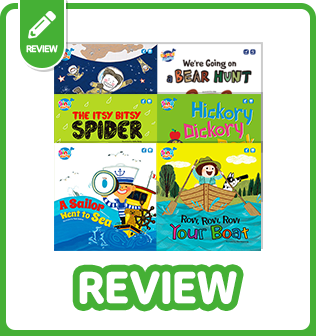 REVIEW
We're Going on
a BEAR HUNT
THE ITSY BITSY
SPIDER
Hickory
Dickory
A Sailor
Went to Sea
Row, Row, Row
Your Boat
REVIEW